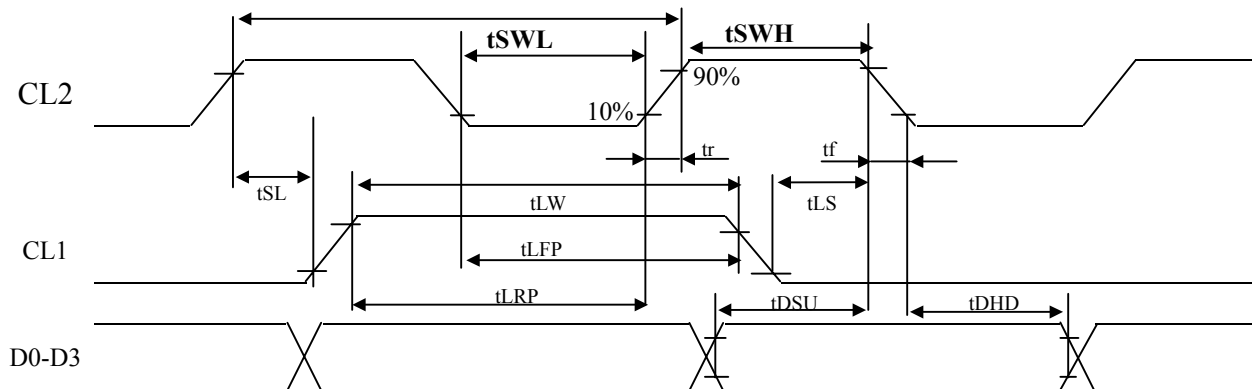 tSWL
tSWH
CL2
90%
10%
tr
tf
tSL
tLW
tLS
CL1
tLFP
tLRP
tDSU
tDHD
D0-D3